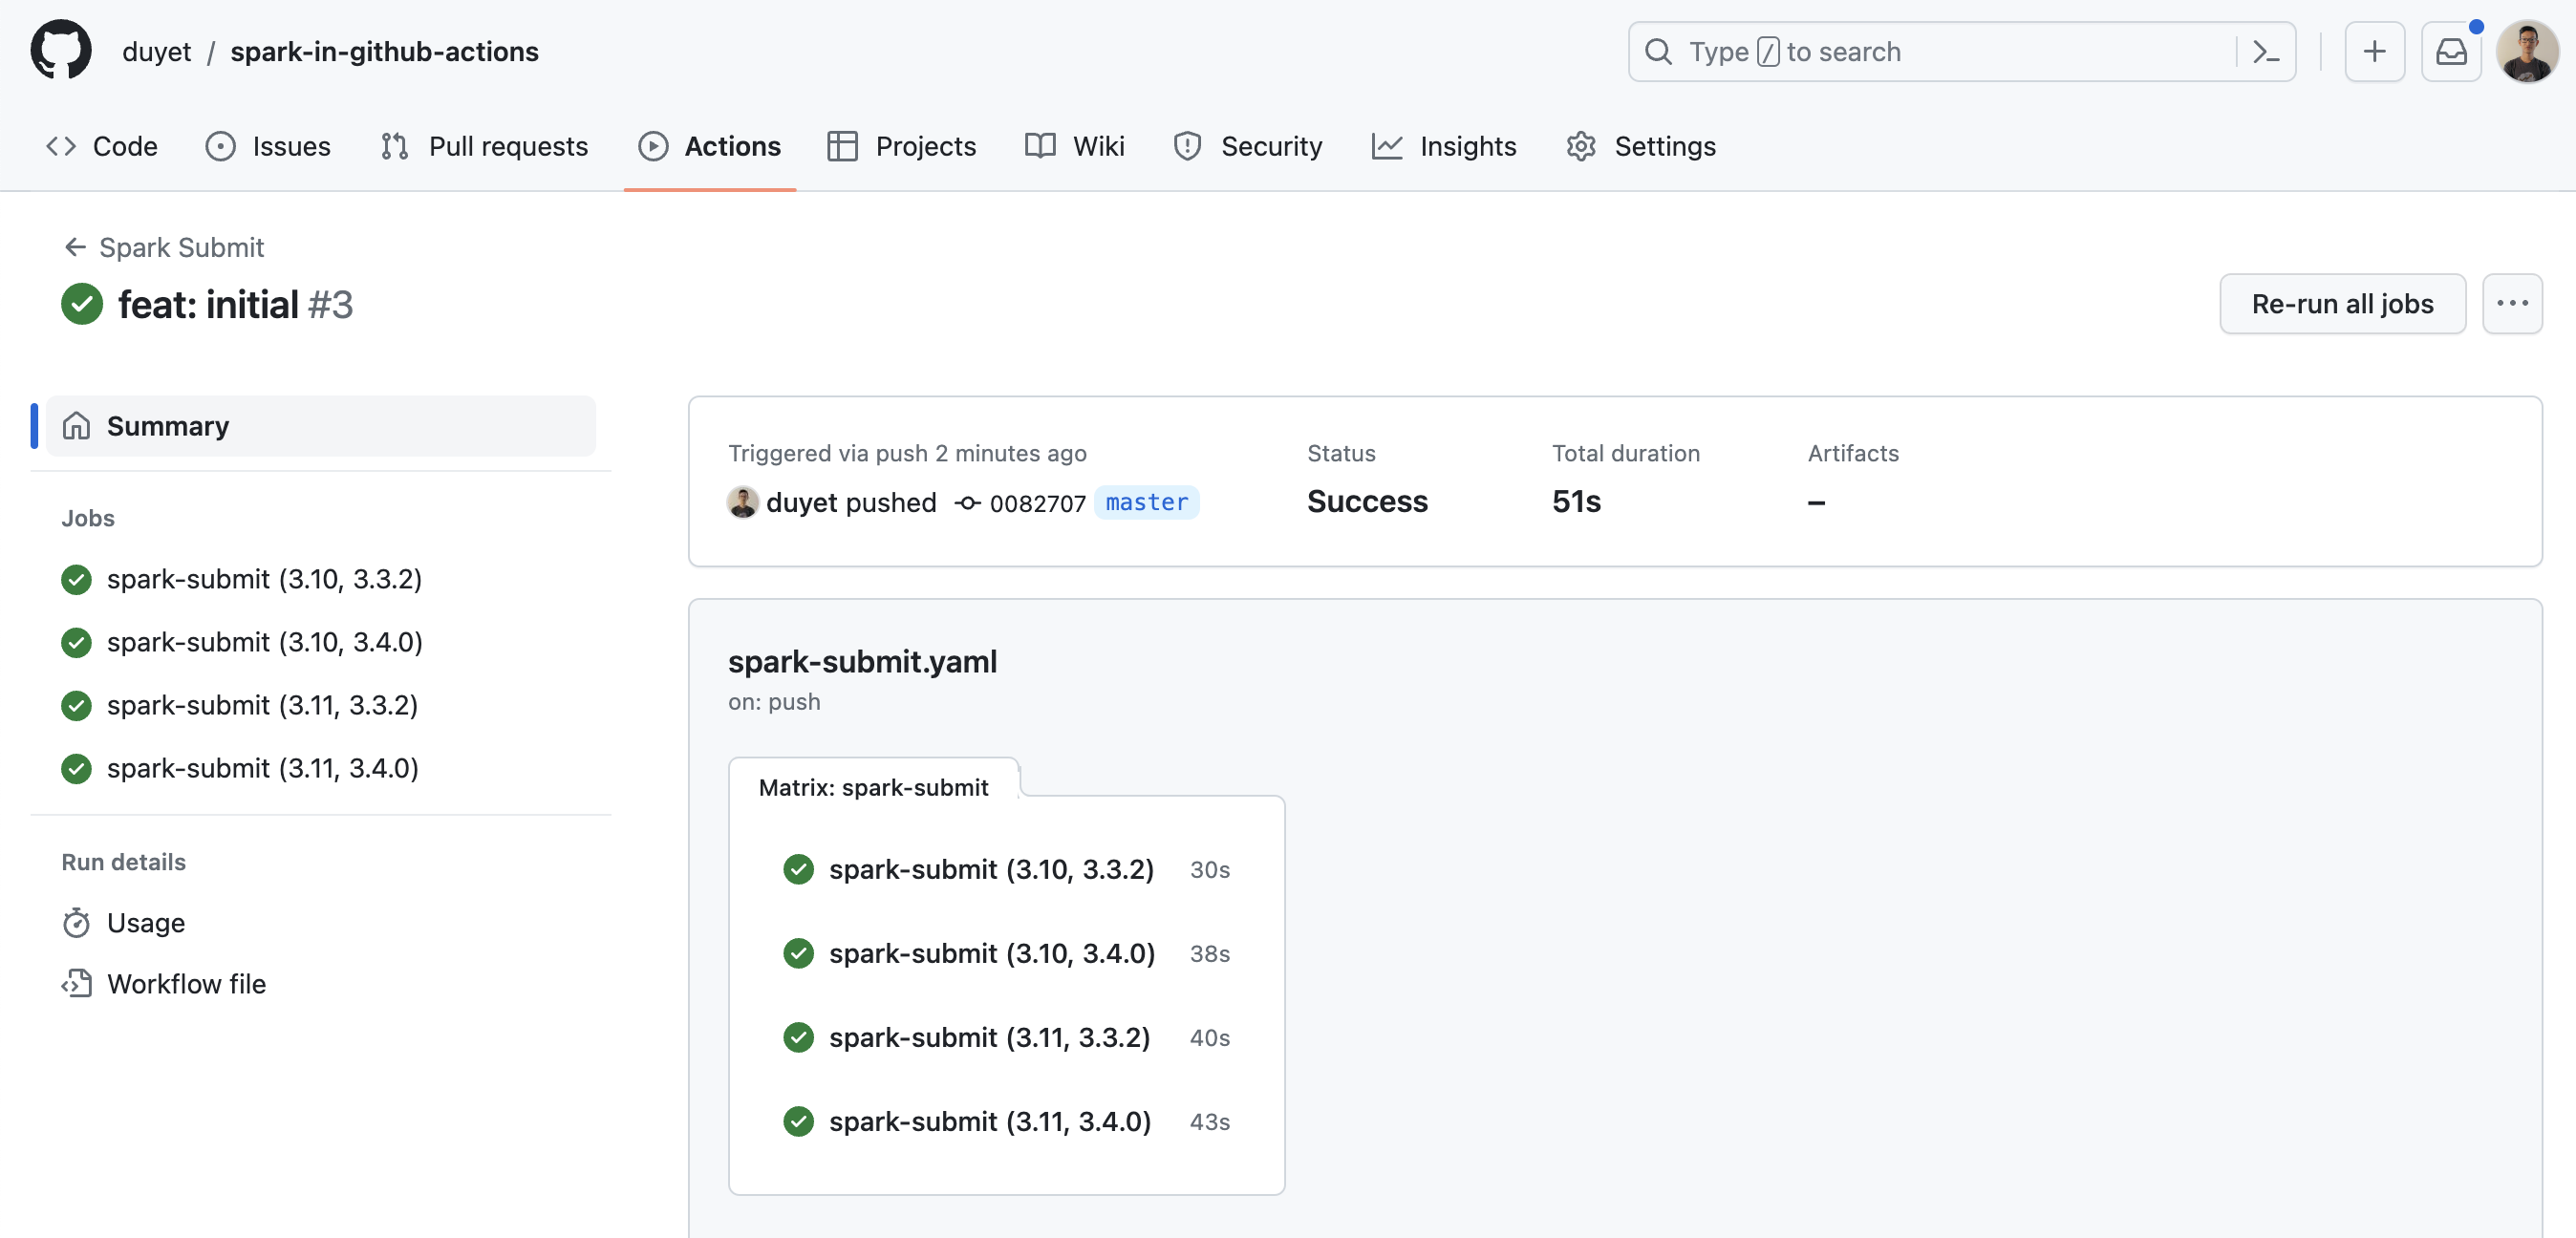 duyet / spark-in-github-actions
Type / to search
Code Issues Pull requests Actions Projects Wiki Security Insights Settings
Spark Submit
feat: initial #3
Re-run all jobs
Summary
Jobs
spark-submit (3.10, 3.3.2)
spark-submit (3.10, 3.4.0)
spark-submit (3.11, 3.3.2)
spark-submit (3.11, 3.4.0)
Run details
Usage
Workflow file
Triggered via push 2 minutes ago
duyet pushed 0082707 master
Status
Success
Total duration
51s
Artifacts
–
spark-submit.yaml
on: push
Matrix: spark-submit
spark-submit (3.10, 3.3.2) 30s
spark-submit (3.10, 3.4.0) 38s
spark-submit (3.11, 3.3.2) 40s
spark-submit (3.11, 3.4.0) 43s